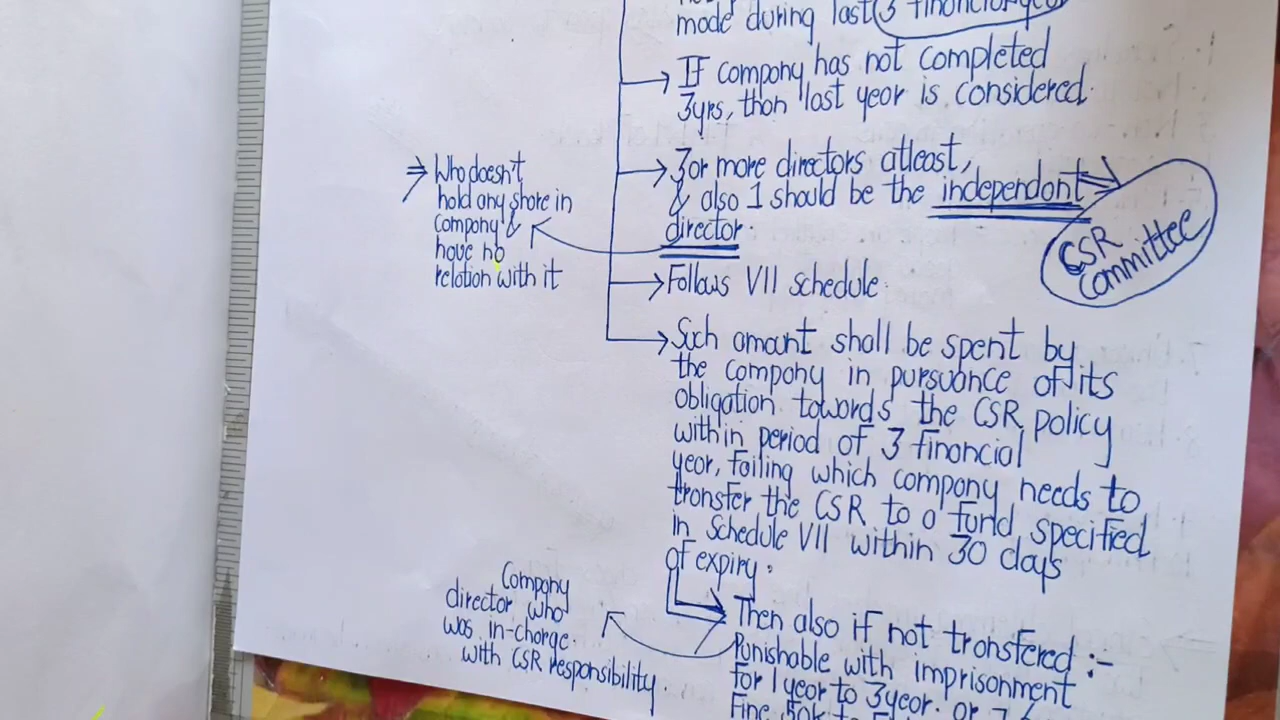 mode during last 3 financial year
If company has not completed
3yrs, than last year is considered.
3 or more directors atleast,
& also 1 should be the independant
director.
CSR
Committee
⇒ Who doesn't
hold any share in
company &
have no
relation with it
Follows VII schedule.
Such amount shall be spent by
the company in pursuance of its
obligation towards the CSR policy
within period of 3 financial
year, failing which company needs to
transfer the CSR to a fund specified
in Schedule VII within 30 days
of expiry.
Then also if not transfered :-
Punishable with imprisonment
for 1 year to 3 year. or
Fine 50k to
Company
director who
was in-charge
with CSR responsibility.